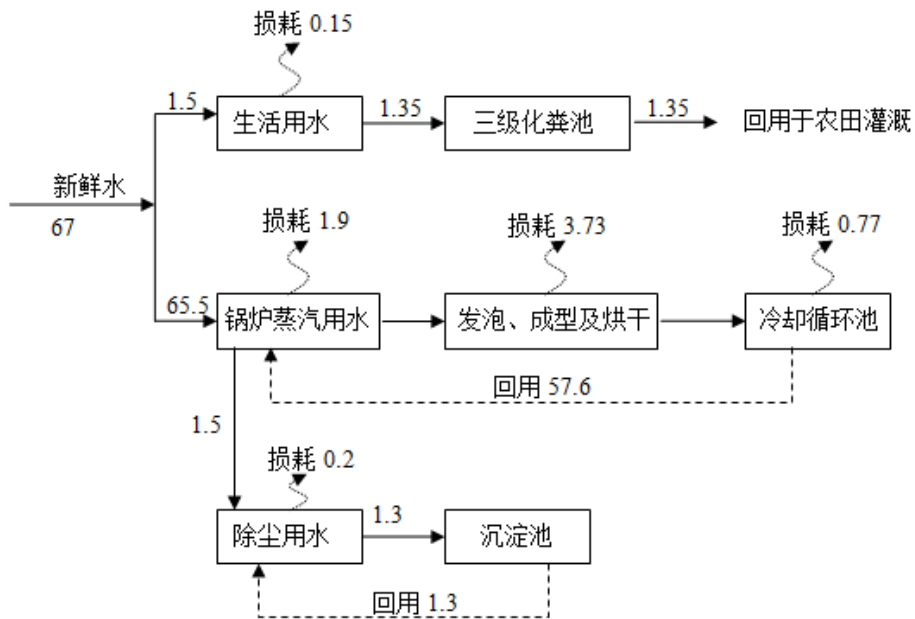 损耗 0.15
1.5
生活用水
1.35
三级化粪池
1.35
回用于农田灌溉
新鲜水
67
损耗 1.9
损耗 3.73
损耗 0.77
65.5
锅炉蒸汽用水
发泡、成型及烘干
冷却循环池
回用 57.6
1.5
损耗 0.2
除尘用水
1.3
沉淀池
回用 1.3